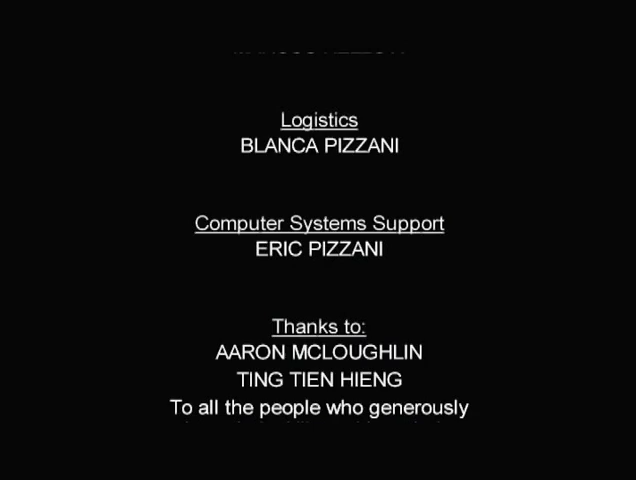 Logistics
BLANCA PIZZANI
Computer Systems Support
ERIC PIZZANI
Thanks to:
AARON MCLOUGHLIN
TING TIEN HIENG
To all the people who generously